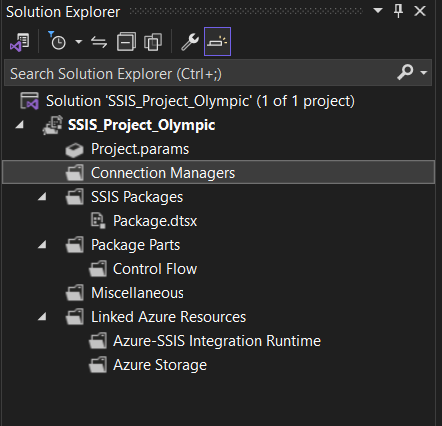 Solution Explorer
Search Solution Explorer (Ctrl+;)
Solution 'SSIS_Project_Olympic' (1 of 1 project)
SSIS_Project_Olympic
Project.params
Connection Managers
SSIS Packages
Package.dtsx
Package Parts
Control Flow
Miscellaneous
Linked Azure Resources
Azure-SSIS Integration Runtime
Azure Storage